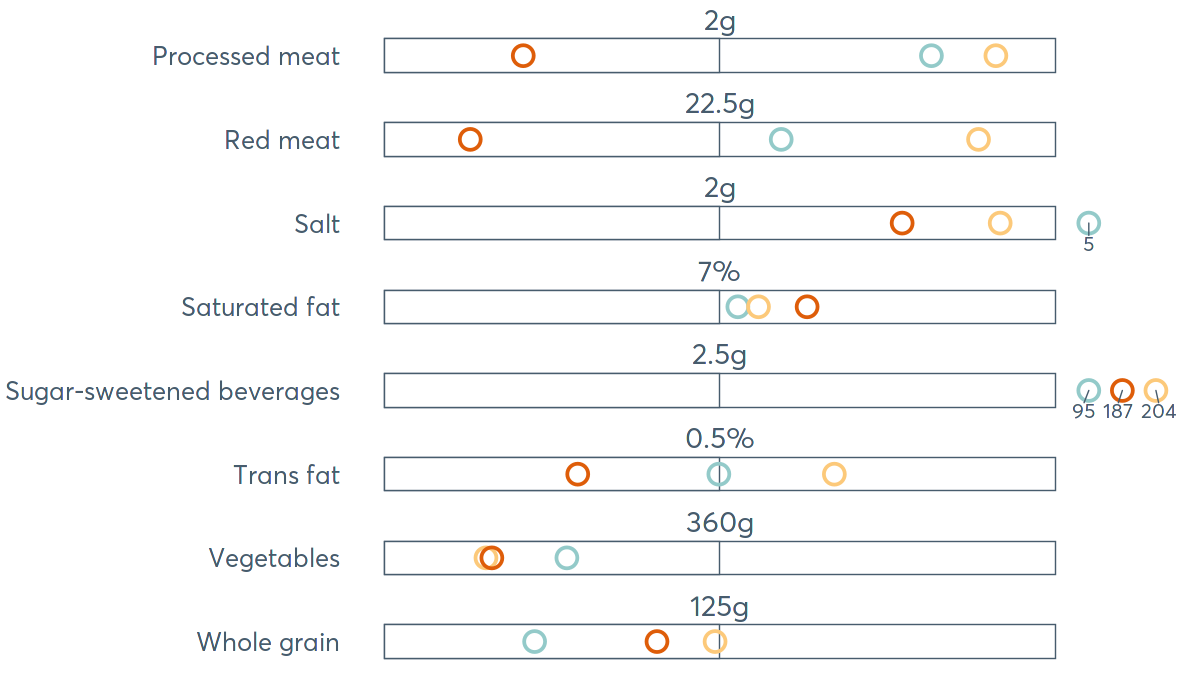 2g
Processed meat
22.5g
Red meat
2g
Salt
5
7%
Saturated fat
2.5g
Sugar-sweetened beverages
95 187 204
0.5%
Trans fat
360g
Vegetables
125g
Whole grain